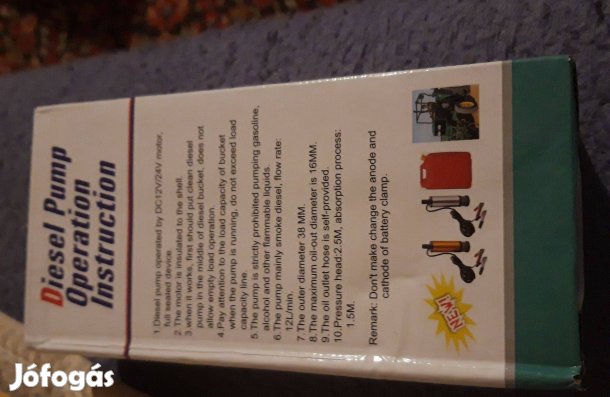 Diesel Pump
Operation
Instruction
1.Diesel pump operated by DC12V/24V motor,
full sealed device.
2.The motor is insulated to the shell.
3.when it works, first should put clean diesel
pump in the middle of diesel bucket, does not
allow empty load operation
4.Pay attention to the load capacity of bucket
when the pump is running, do not exceed load
capacity line.
5.The pump is strictly prohibited pumping gasoline,
alcohol and other flammable liquids.
6.The pump mainly smoke diesel, flow rate:
12L/min.
7.The outer diameter 38 MM.
8.The maximum oil-out diameter is 16MM.
9.The oil outlet hose is self-provided.
10.Pressure head:2.5M, absorption process:
1.5M.
Remark: Don't make change the anode and
cathode of battery clamp.
NEW!
Jófogás